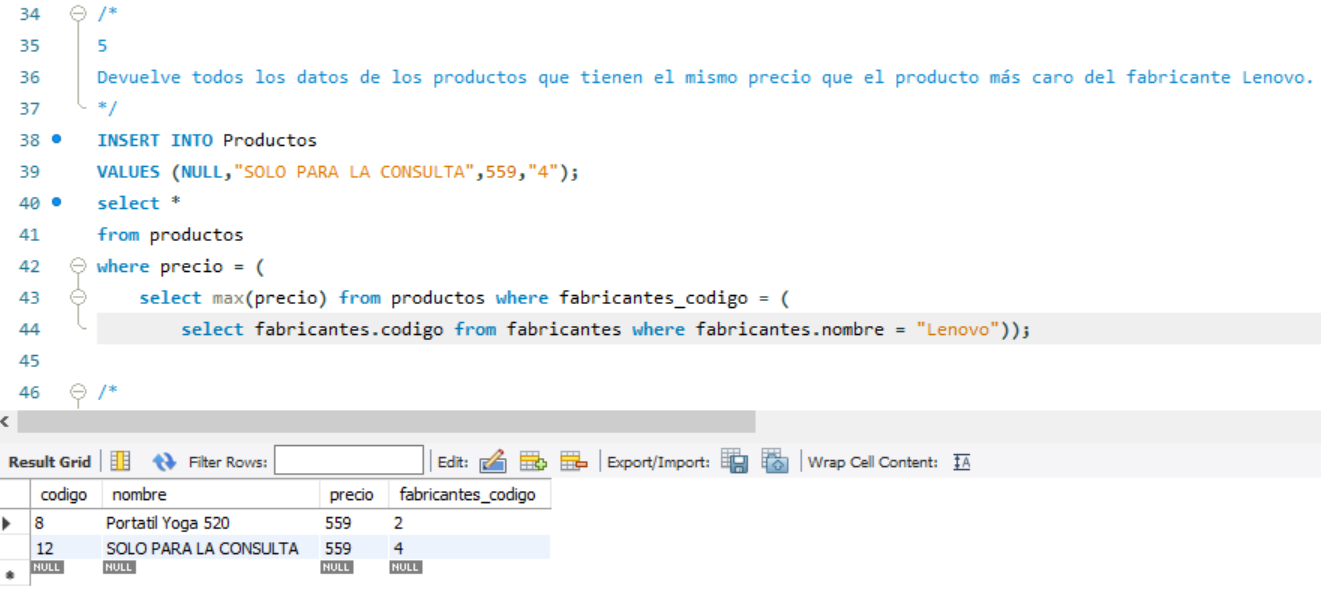 34 /*
35 5
36 Devuelve todos los datos de los productos que tienen el mismo precio que el producto más caro del fabricante Lenovo.
37 */
38 INSERT INTO Productos
39 VALUES (NULL,"SOLO PARA LA CONSULTA",559,"4");
40 select *
41 from productos
42 where precio = (
43 select max(precio) from productos where fabricantes_codigo = (
44 select fabricantes.codigo from fabricantes where fabricantes.nombre = "Lenovo"));
45
46 /*
Result Grid Filter Rows: Edit: Export/Import: Wrap Cell Content: IA
codigo nombre precio fabricantes_codigo
8 Portatil Yoga 520 559 2
12 SOLO PARA LA CONSULTA 559 4
NULL NULL NULL NULL